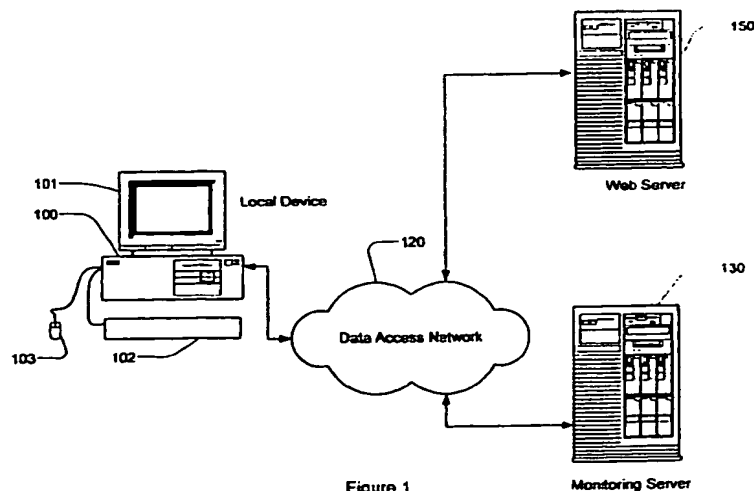 150
Web Server
101
Local Device
100
120
130
Data Access Network
103
102
Figure 1
Monitoring Server